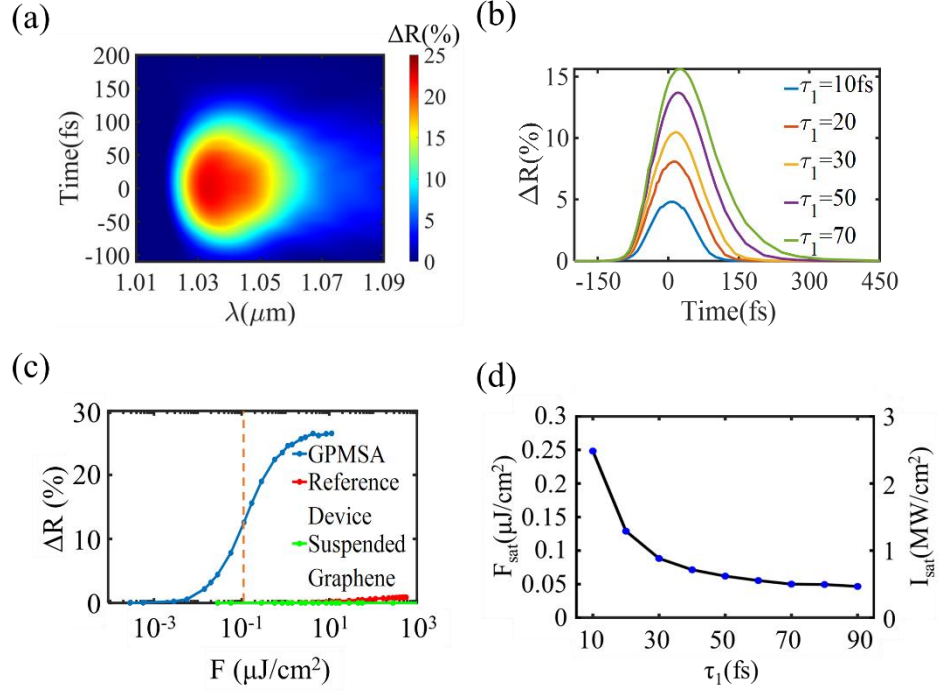 (a)
ΔR(%)
200
150
100
50
0
-50
-100
Time(fs)
1.01 1.03 1.05 1.07 1.09
λ(μm)
25
20
15
10
5
0
(b)
15
10
5
0
ΔR(%)
τ1=10fs
τ1=20
τ1=30
τ1=50
τ1=70
-150 0 150 300 450
Time(fs)
(c)
30
20
10
0
ΔR (%)
GPMSA
Reference
Device
Suspended
Graphene
10-3 10-1 101 103
F (μJ/cm2)
(d)
0.3
0.25
0.2
0.15
0.1
0.05
0
Fsat(μJ/cm2)
3
2
1
0
Isat(MW/cm2)
10 30 50 70 90
τ1(fs)